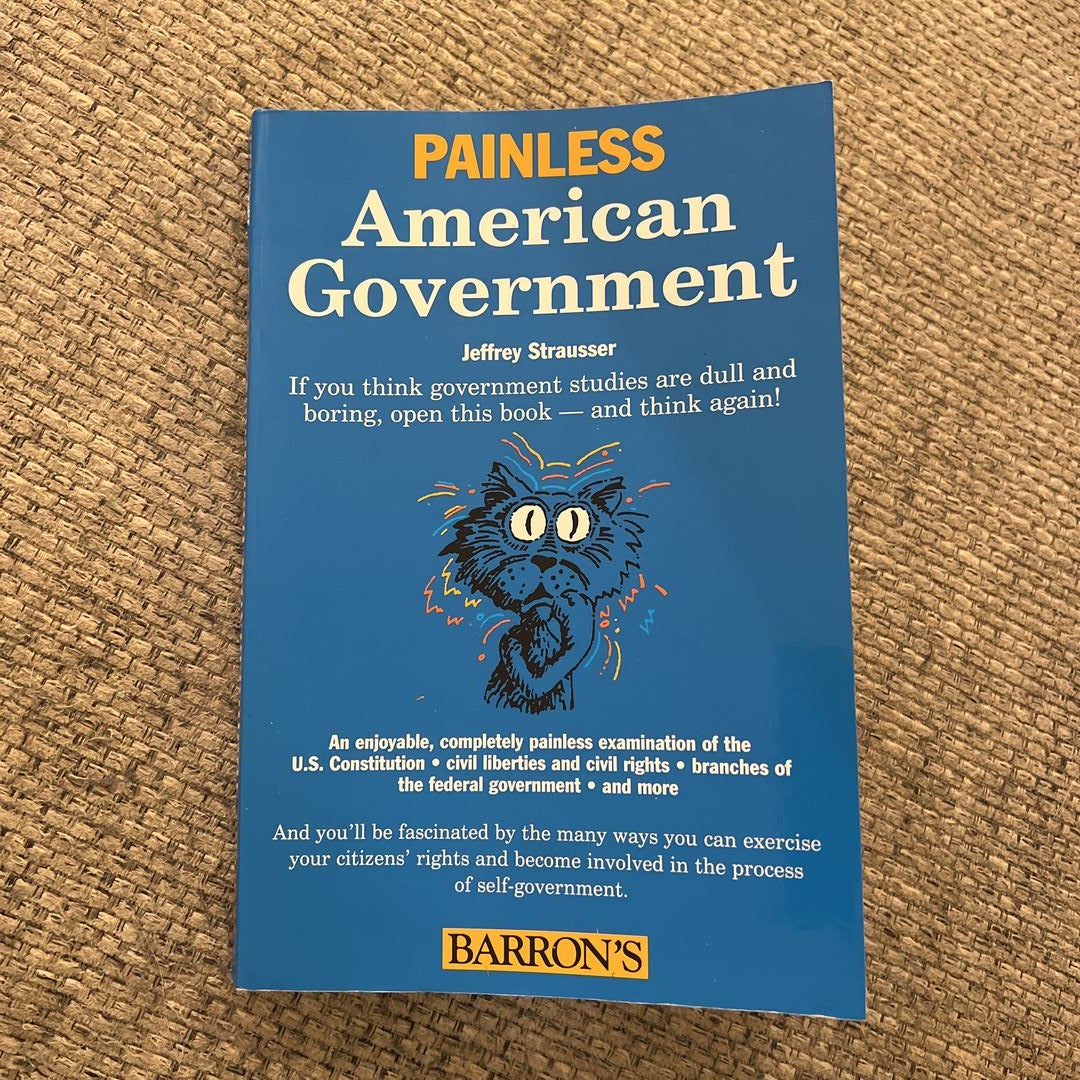 PAINLESS
American
Government
Jeffrey Strausser
If you think government studies are dull and
boring, open this book — and think again!
An enjoyable, completely painless examination of the
U.S. Constitution • civil liberties and civil rights • branches of
the federal government • and more
And you'll be fascinated by the many ways you can exercise
your citizens' rights and become involved in the process
of self-government.
BARRON'S